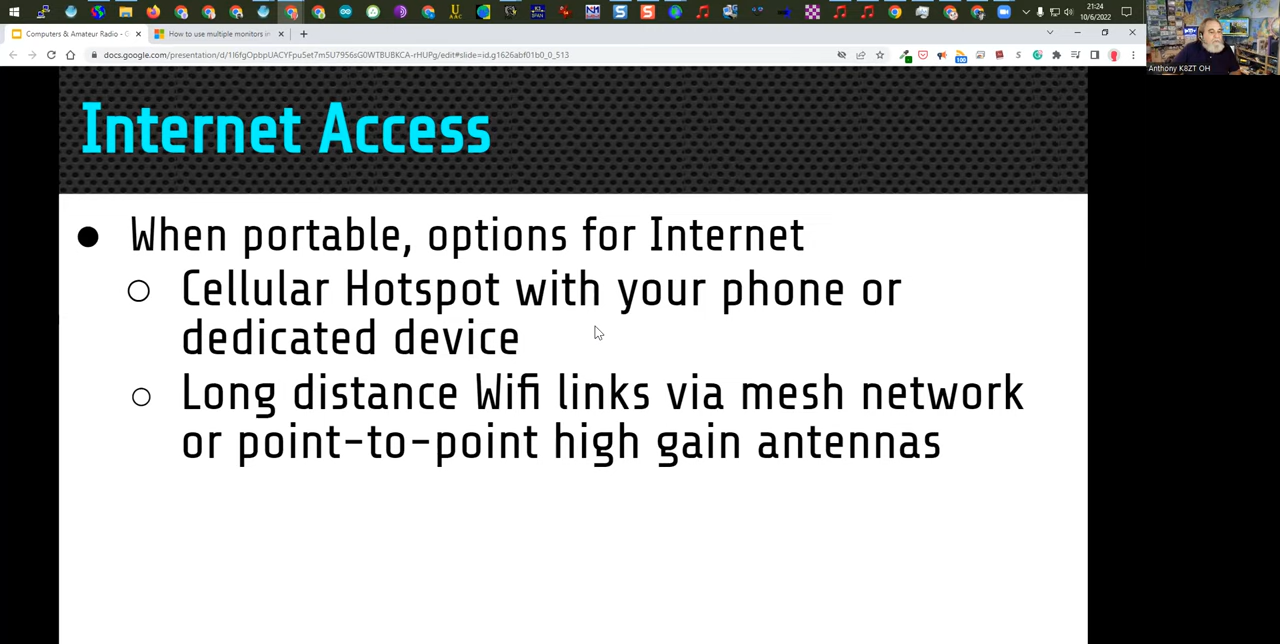 21:24
10/6/2022
Computers & Amateur Radio - G
How to use multiple monitors in
Anthony K8ZT OH
Internet Access
When portable, options for Internet
Cellular Hotspot with your phone or
dedicated device
Long distance Wifi links via mesh network
or point-to-point high gain antennas